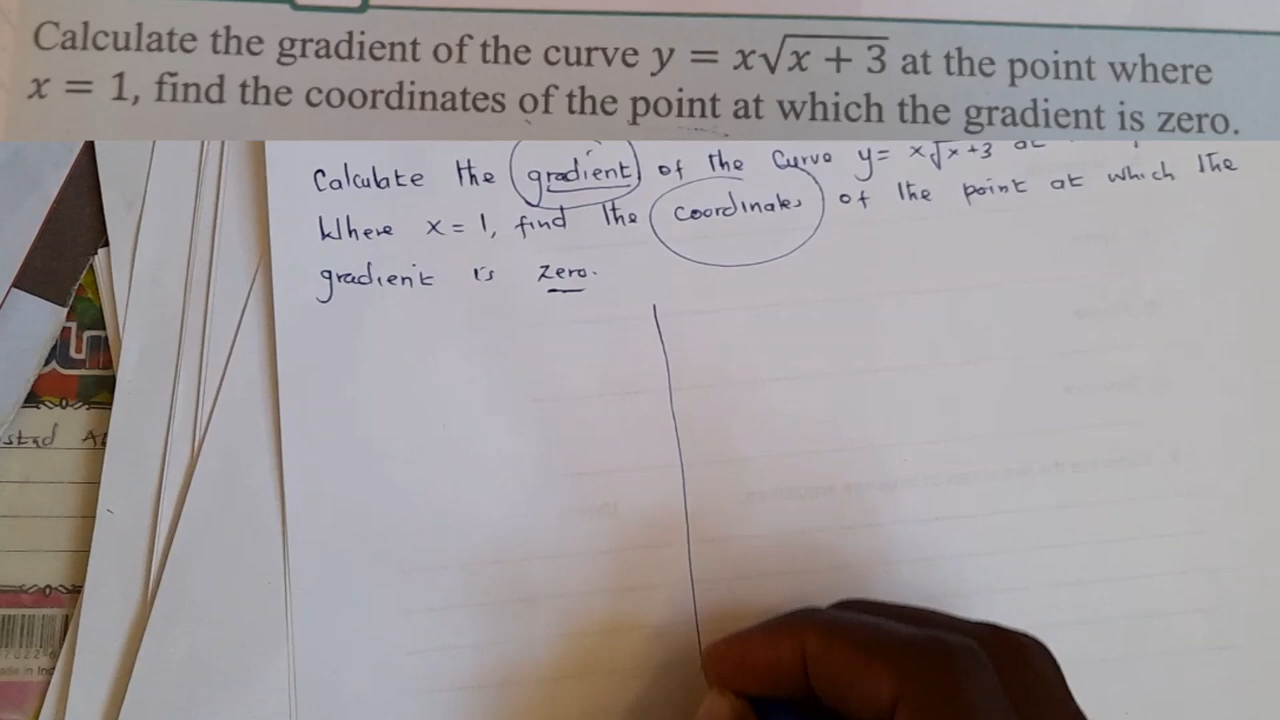 Calculate the gradient of the curve y = x√x + 3 at the point where
x = 1, find the coordinates of the point at which the gradient is zero.
Calculate the gradient of the Curve y = x√x+3 at
Where x = 1, find the coordinates of the point at which the
gradient is zero.
stad